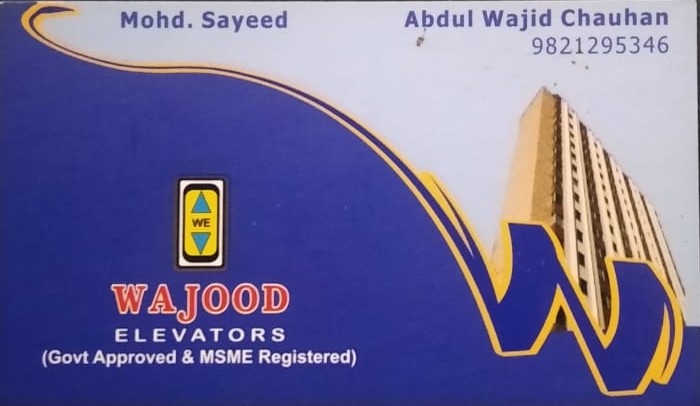 Mohd. Sayeed
Abdul Wajid Chauhan
9821295346
WE
WAJOOD
ELEVATORS
(Govt Approved & MSME Registered)
W